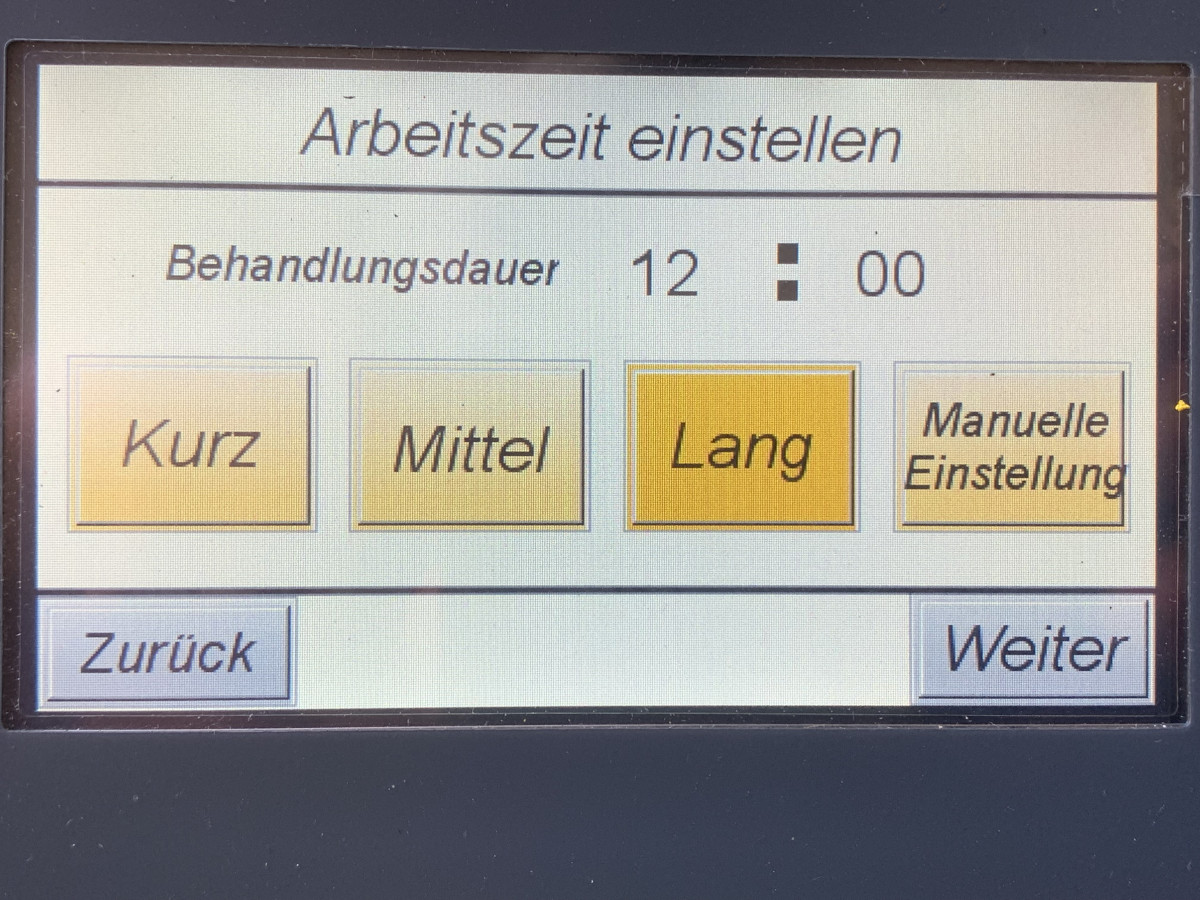 Arbeitszeit einstellen
Behandlungsdauer 12 : 00
Kurz
Mittel
Lang
Manuelle
Einstellung
Zurück
Weiter